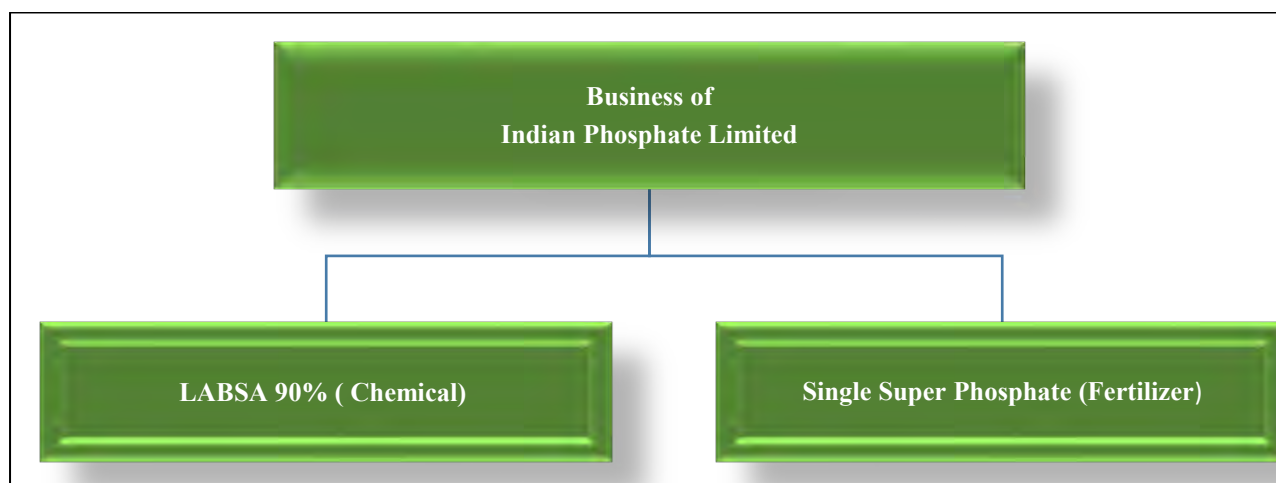 Business of
Indian Phosphate Limited
LABSA 90% ( Chemical)
Single Super Phosphate (Fertilizer)